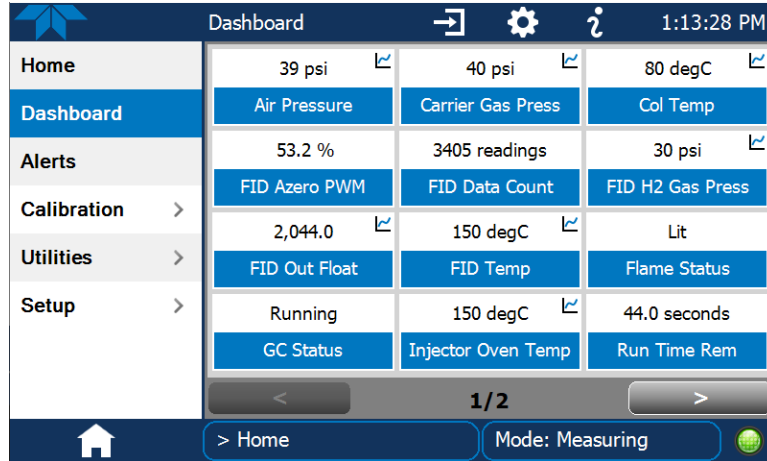 Dashboard 1:13:28 PM
Home
Dashboard
Alerts
Calibration >
Utilities >
Setup >
39 psi 40 psi 80 degC
Air Pressure Carrier Gas Press Col Temp
53.2 % 3405 readings 30 psi
FID Azero PWM FID Data Count FID H2 Gas Press
2,044.0 150 degC Lit
FID Out Float FID Temp Flame Status
Running 150 degC 44.0 seconds
GC Status Injector Oven Temp Run Time Rem
< 1/2 >
> Home Mode: Measuring